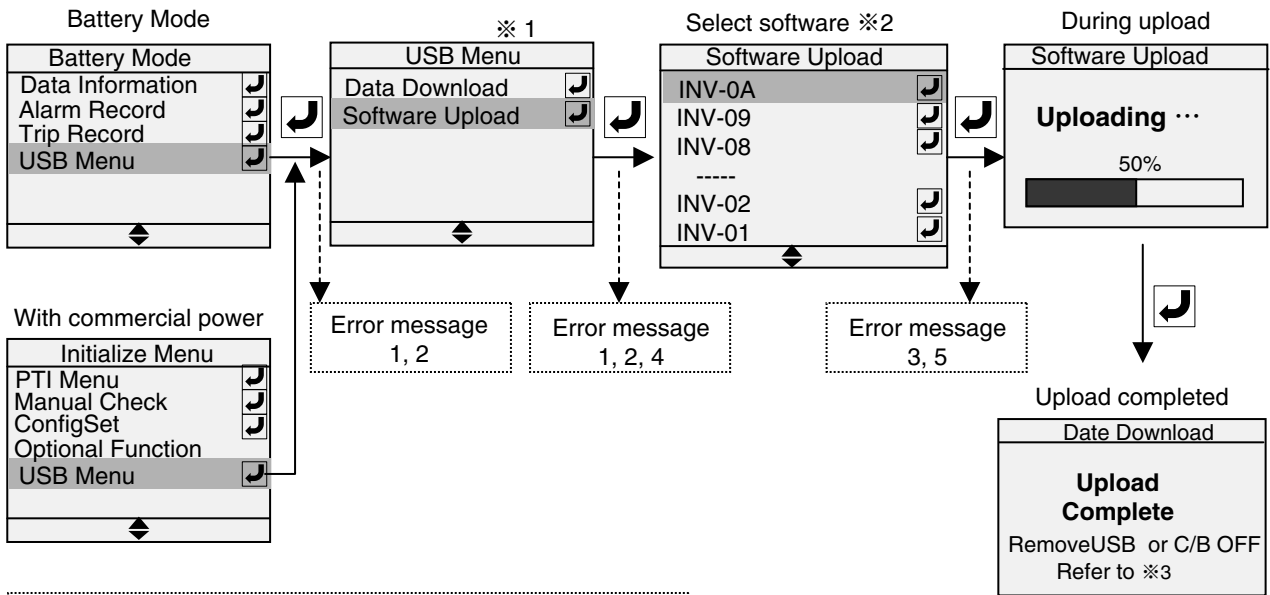 Battery Mode
Battery Mode
Data Information
Alarm Record
Trip Record
USB Menu
※ 1
USB Menu
Data Download
Software Upload
Select software ※2
Software Upload
INV-0A
INV-09
INV-08
-----
INV-02
INV-01
During upload
Software Upload
Uploading ⋯
50%
Error message
1, 2
Error message
1, 2, 4
Error message
3, 5
With commercial power
Initialize Menu
PTI Menu
Manual Check
ConfigSet
Optional Function
USB Menu
Upload completed
Date Download
Upload
Complete
RemoveUSB or C/B OFF
Refer to ※3